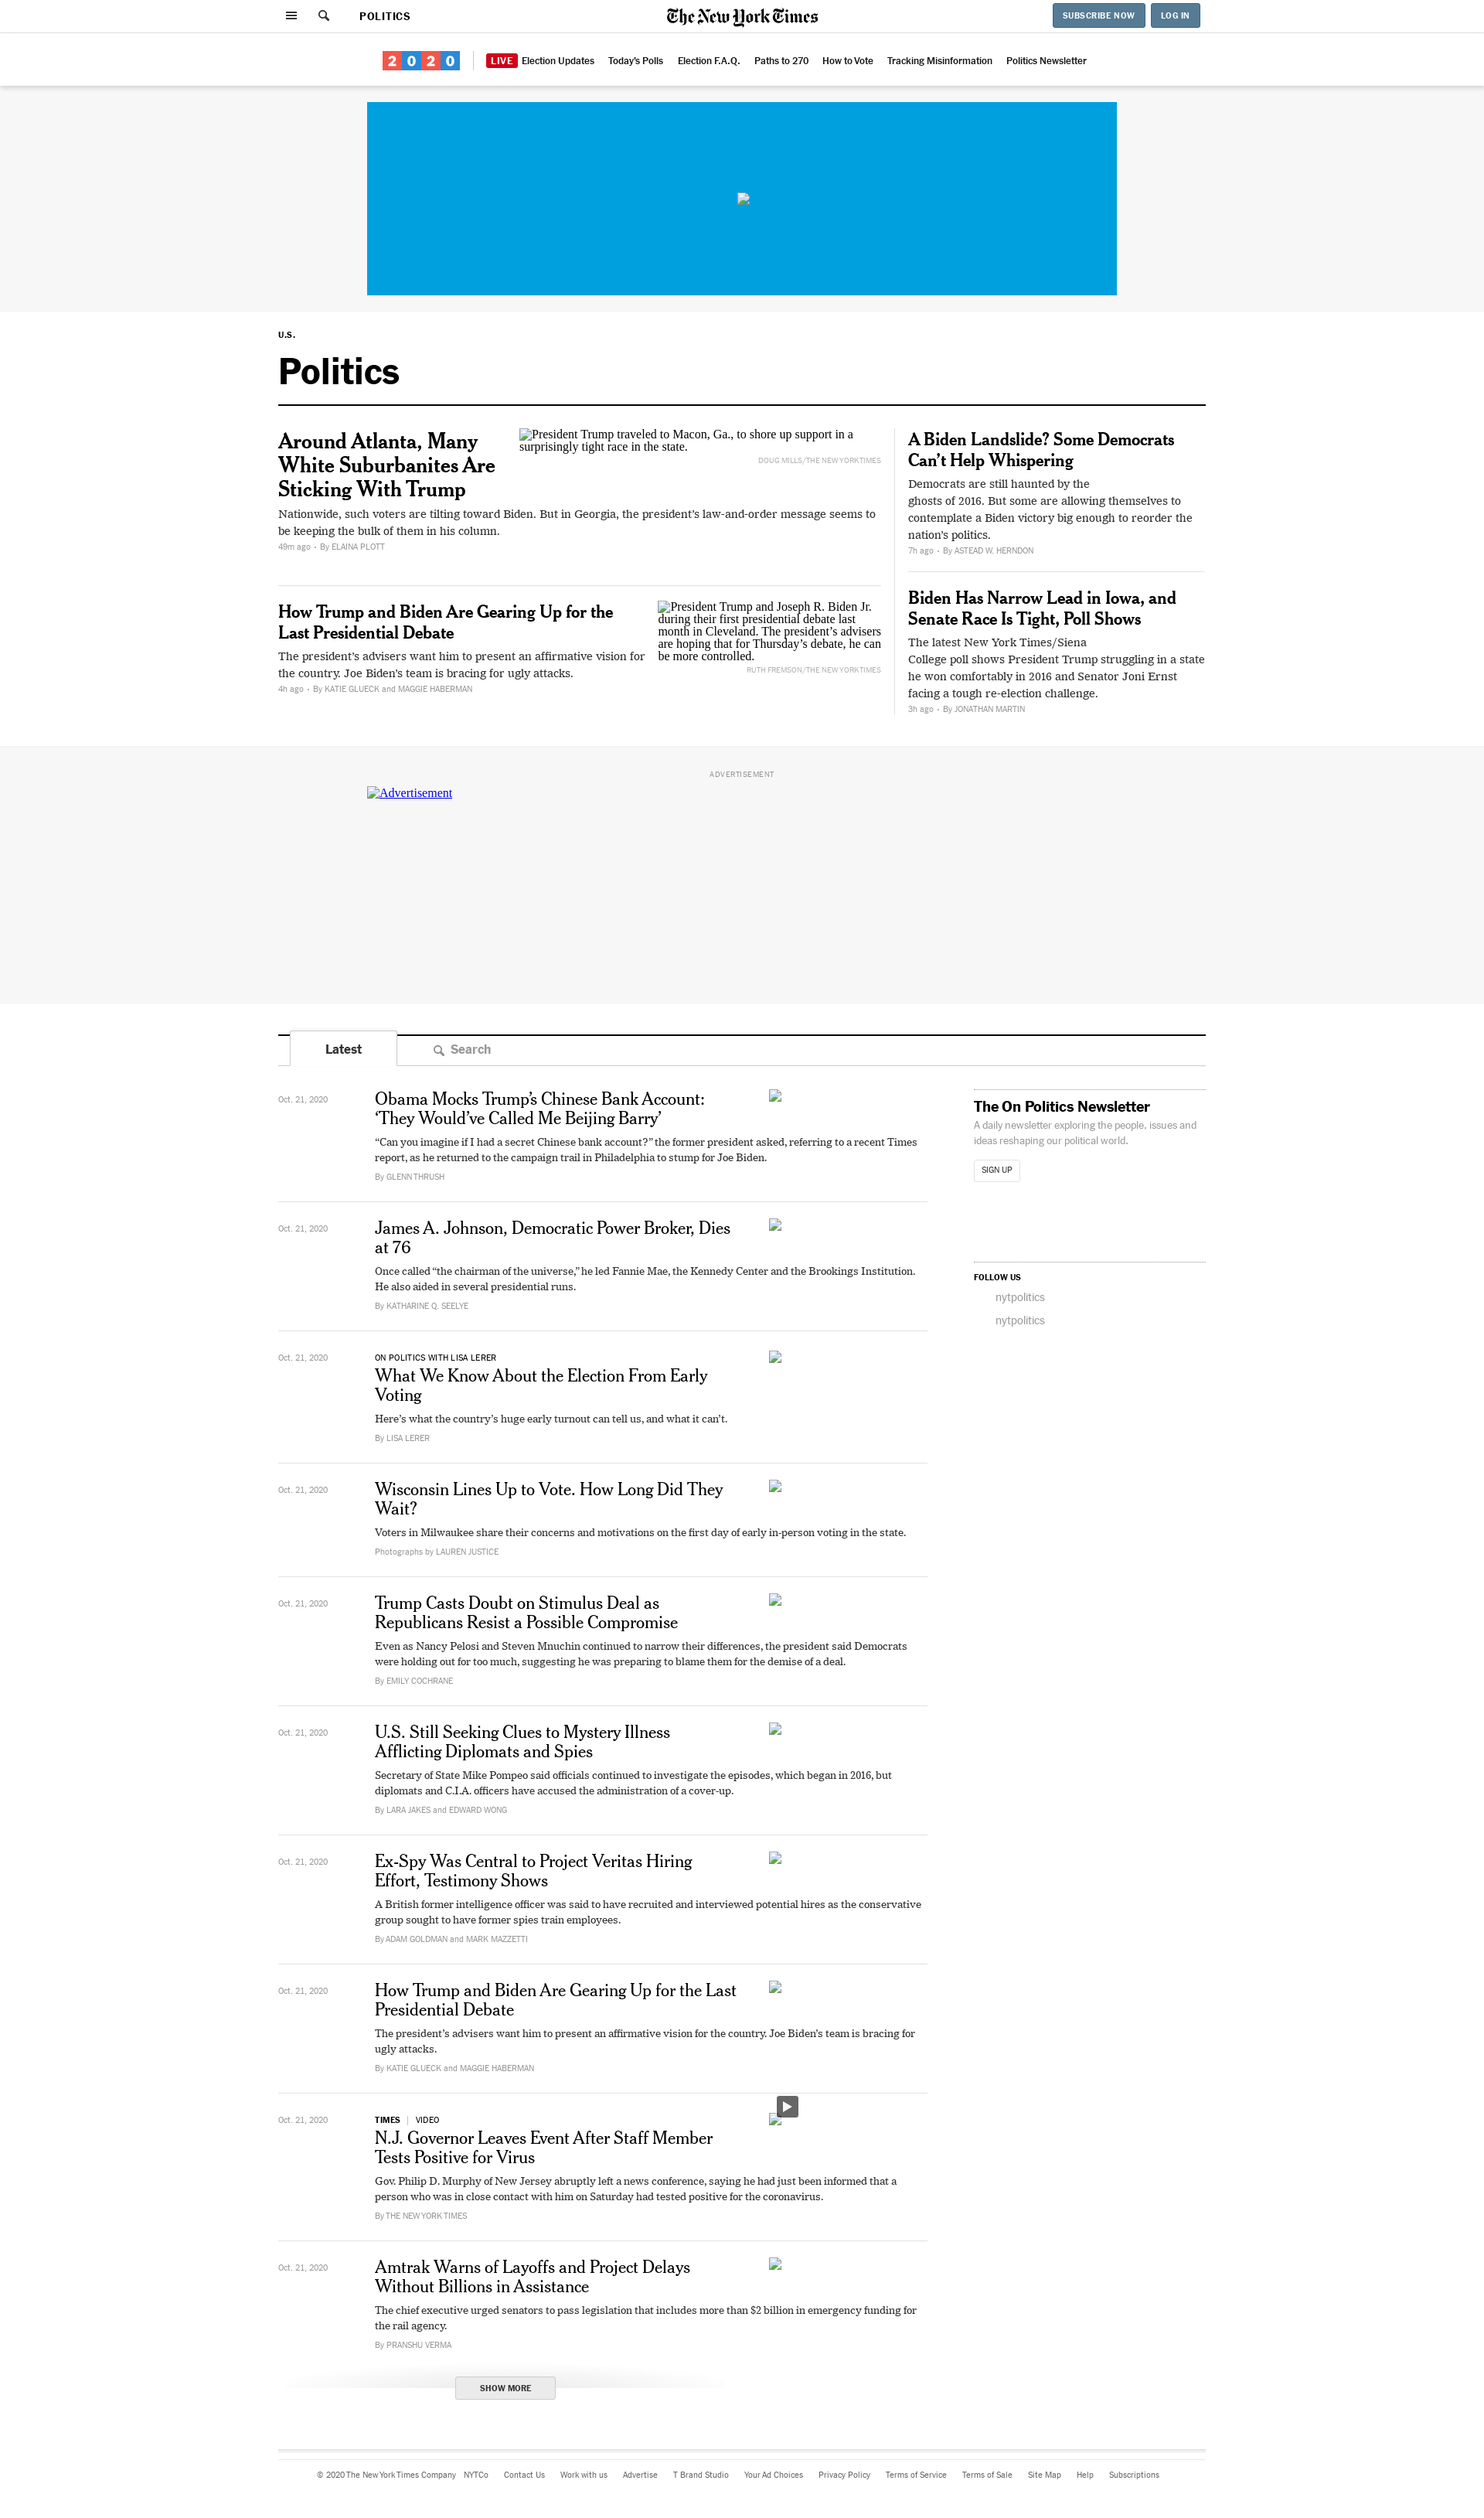 POLITICS
The New York Times
SUBSCRIBE NOW
LOG IN
2020
LIVE Election Updates Today's Polls Election F.A.Q. Paths to 270 How to Vote Tracking Misinformation Politics Newsletter
U.S.
Politics
Around Atlanta, Many
White Suburbanites Are
Sticking With Trump
President Trump traveled to Macon, Ga., to shore up support in a
surprisingly tight race in the state.
DOUG MILLS/THE NEW YORK TIMES
Nationwide, such voters are tilting toward Biden. But in Georgia, the president's law-and-order message seems to
be keeping the bulk of them in his column.
49m ago • By ELAINA PLOTT
How Trump and Biden Are Gearing Up for the
Last Presidential Debate
The president's advisers want him to present an affirmative vision for
the country. Joe Biden's team is bracing for ugly attacks.
4h ago • By KATIE GLUECK and MAGGIE HABERMAN
President Trump and Joseph R. Biden Jr.
during their first presidential debate last
month in Cleveland. The president's advisers
are hoping that for Thursday's debate, he can
be more controlled.
RUTH FREMSON/THE NEW YORK TIMES
A Biden Landslide? Some Democrats
Can't Help Whispering
Democrats are still haunted by the
ghosts of 2016. But some are allowing themselves to
contemplate a Biden victory big enough to reorder the
nation's politics.
7h ago • By ASTEAD W. HERNDON
Biden Has Narrow Lead in Iowa, and
Senate Race Is Tight, Poll Shows
The latest New York Times/Siena
College poll shows President Trump struggling in a state
he won comfortably in 2016 and Senator Joni Ernst
facing a tough re-election challenge.
3h ago • By JONATHAN MARTIN
ADVERTISEMENT
Advertisement
Latest
Search
Oct. 21, 2020
Obama Mocks Trump's Chinese Bank Account:
'They Would've Called Me Beijing Barry'
"Can you imagine if I had a secret Chinese bank account?" the former president asked, referring to a recent Times
report, as he returned to the campaign trail in Philadelphia to stump for Joe Biden.
By GLENN THRUSH
Oct. 21, 2020
James A. Johnson, Democratic Power Broker, Dies
at 76
Once called "the chairman of the universe," he led Fannie Mae, the Kennedy Center and the Brookings Institution.
He also aided in several presidential runs.
By KATHARINE Q. SEELYE
Oct. 21, 2020
ON POLITICS WITH LISA LERER
What We Know About the Election From Early
Voting
Here's what the country's huge early turnout can tell us, and what it can't.
By LISA LERER
Oct. 21, 2020
Wisconsin Lines Up to Vote. How Long Did They
Wait?
Voters in Milwaukee share their concerns and motivations on the first day of early in-person voting in the state.
Photographs by LAUREN JUSTICE
Oct. 21, 2020
Trump Casts Doubt on Stimulus Deal as
Republicans Resist a Possible Compromise
Even as Nancy Pelosi and Steven Mnuchin continued to narrow their differences, the president said Democrats
were holding out for too much, suggesting he was preparing to blame them for the demise of a deal.
By EMILY COCHRANE
Oct. 21, 2020
U.S. Still Seeking Clues to Mystery Illness
Afflicting Diplomats and Spies
Secretary of State Mike Pompeo said officials continued to investigate the episodes, which began in 2016, but
diplomats and C.I.A. officers have accused the administration of a cover-up.
By LARA JAKES and EDWARD WONG
Oct. 21, 2020
Ex-Spy Was Central to Project Veritas Hiring
Effort, Testimony Shows
A British former intelligence officer was said to have recruited and interviewed potential hires as the conservative
group sought to have former spies train employees.
By ADAM GOLDMAN and MARK MAZZETTI
Oct. 21, 2020
How Trump and Biden Are Gearing Up for the Last
Presidential Debate
The president's advisers want him to present an affirmative vision for the country. Joe Biden's team is bracing for
ugly attacks.
By KATIE GLUECK and MAGGIE HABERMAN
Oct. 21, 2020
TIMES | VIDEO
N.J. Governor Leaves Event After Staff Member
Tests Positive for Virus
Gov. Philip D. Murphy of New Jersey abruptly left a news conference, saying he had just been informed that a
person who was in close contact with him on Saturday had tested positive for the coronavirus.
By THE NEW YORK TIMES
Oct. 21, 2020
Amtrak Warns of Layoffs and Project Delays
Without Billions in Assistance
The chief executive urged senators to pass legislation that includes more than $2 billion in emergency funding for
the rail agency.
By PRANSHU VERMA
SHOW MORE
The On Politics Newsletter
A daily newsletter exploring the people, issues and
ideas reshaping our political world.
SIGN UP
FOLLOW US
nytpolitics
nytpolitics
© 2020 The New York Times Company NYTCo Contact Us Work with us Advertise T Brand Studio Your Ad Choices Privacy Policy Terms of Service Terms of Sale Site Map Help Subscriptions